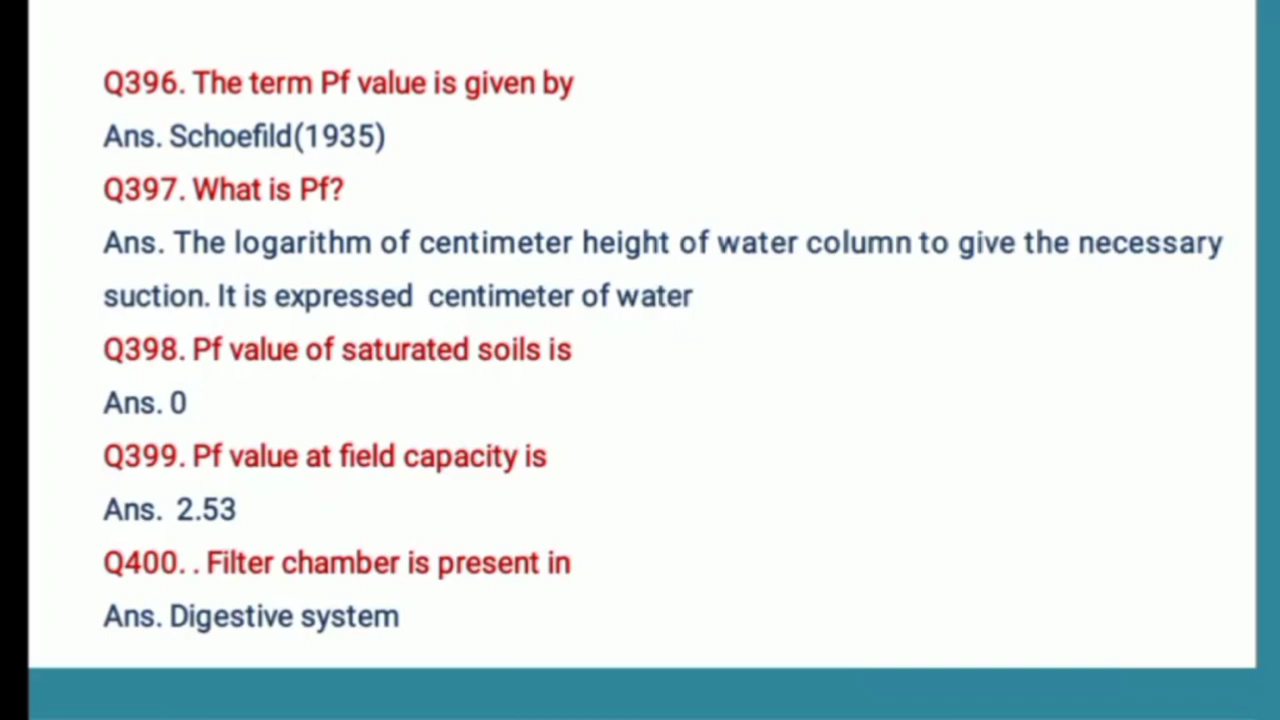 Q396. The term Pf value is given by
Ans. Schoefild(1935)
Q397. What is Pf?
Ans. The logarithm of centimeter height of water column to give the necessary
suction. It is expressed centimeter of water
Q398. Pf value of saturated soils is
Ans. 0
Q399. Pf value at field capacity is
Ans. 2.53
Q400. . Filter chamber is present in
Ans. Digestive system